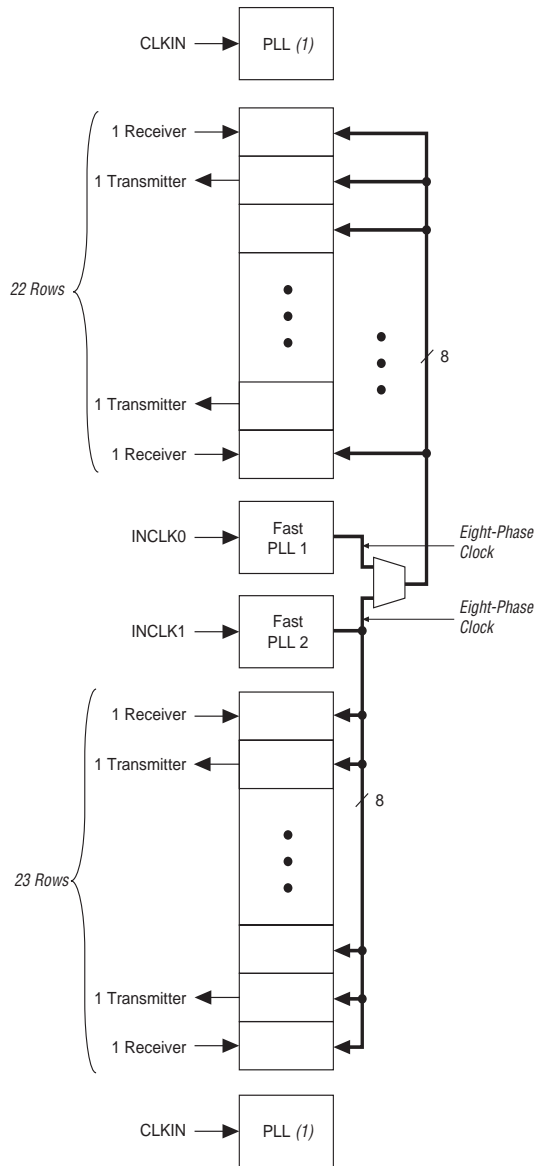 CLKIN
PLL (1)
1 Receiver
1 Transmitter
22 Rows
8
1 Transmitter
1 Receiver
INCLK0
Fast
PLL 1
Eight-Phase
Clock
INCLK1
Fast
PLL 2
Eight-Phase
Clock
1 Receiver
1 Transmitter
8
23 Rows
1 Transmitter
1 Receiver
CLKIN
PLL (1)